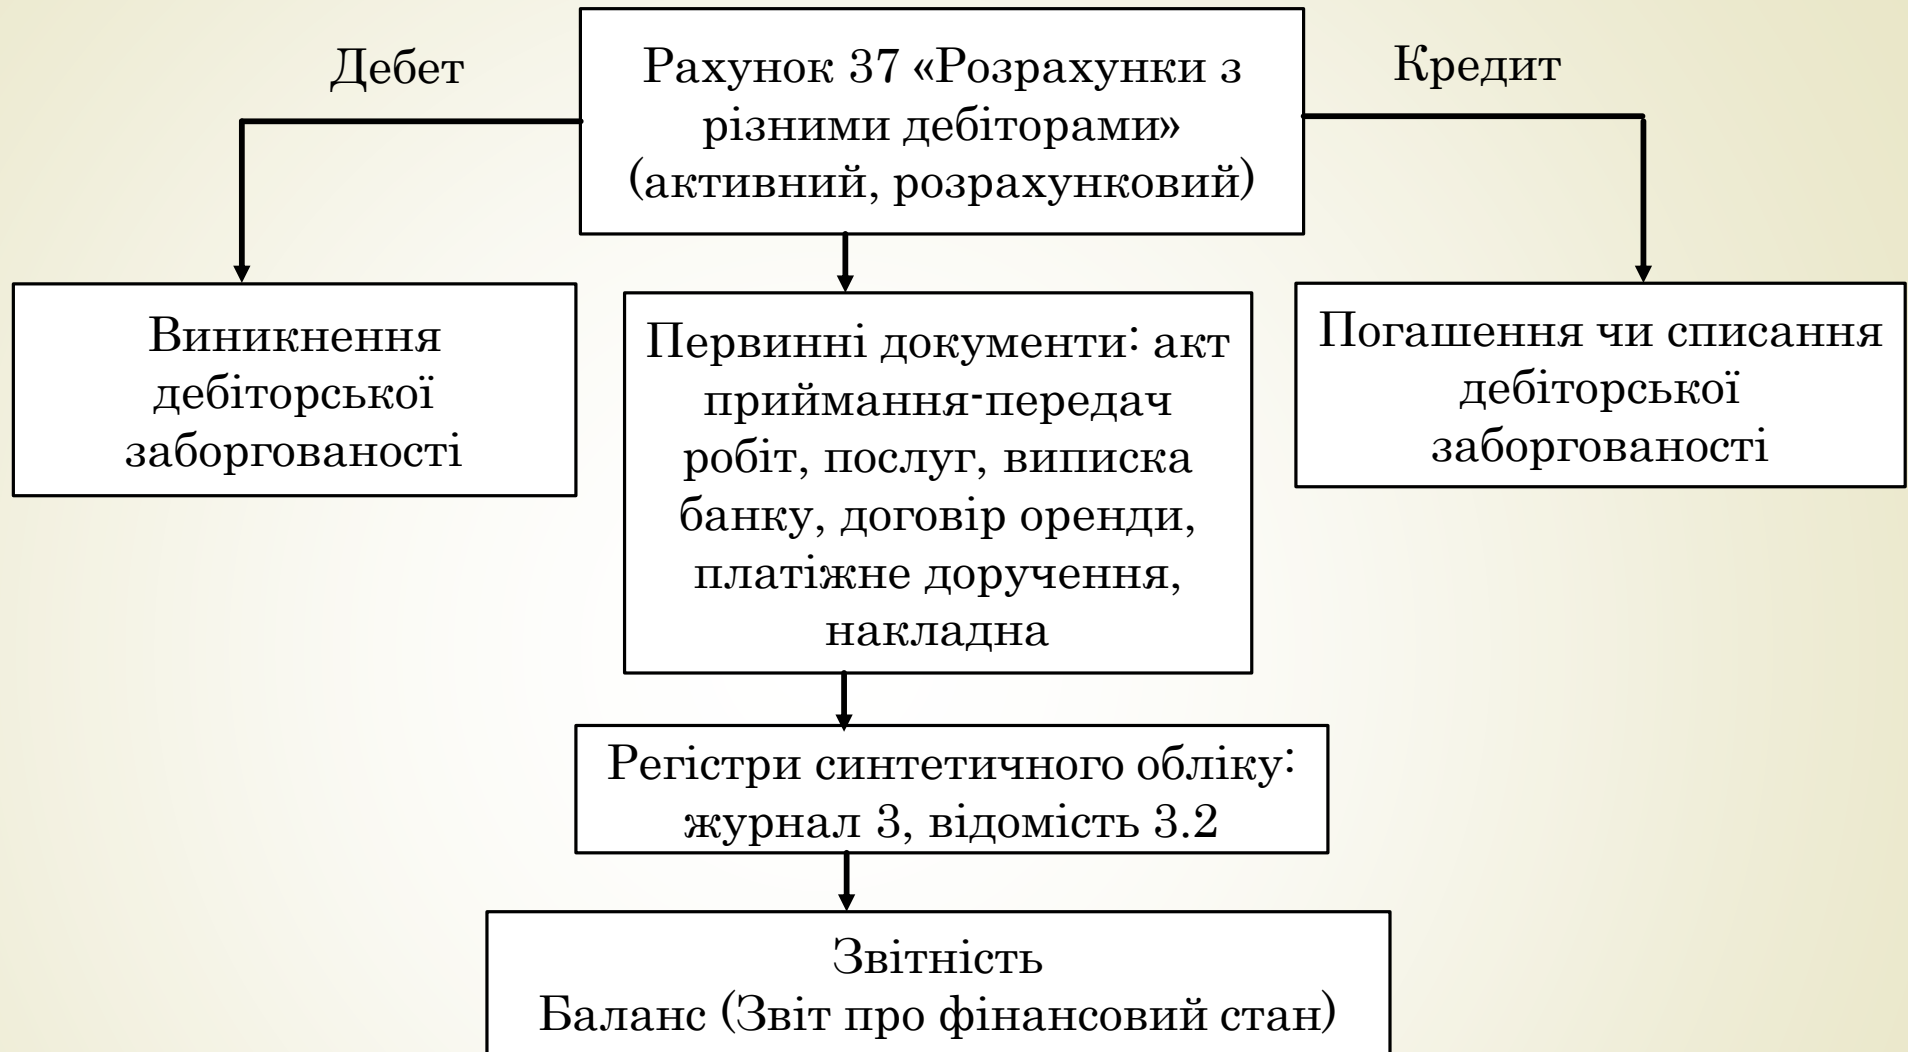 Дебет
Рахунок 37 «Розрахунки з
різними дебіторами»
(активний, розрахунковий)
Кредит
Виникнення
дебіторської
заборгованості
Первинні документи: акт
приймання-передач
робіт, послуг, виписка
банку, договір оренди,
платіжне доручення,
накладна
Погашення чи списання
дебіторської
заборгованості
Регістри синтетичного обліку:
журнал 3, відомість 3.2
Звітність
Баланс (Звіт про фінансовий стан)